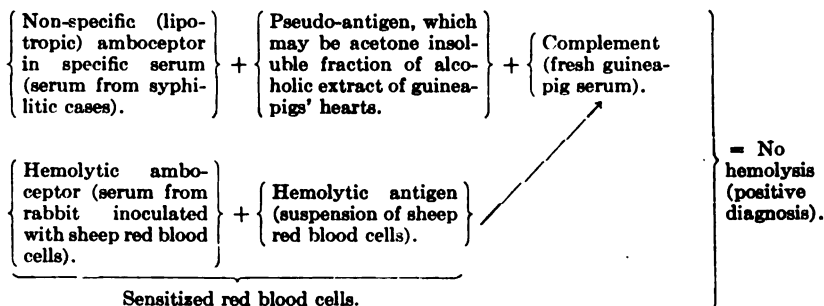 Non-specific (lipo-
tropic) amboceptor
in specific serum
(serum from syphi-
litic cases).
+
Pseudo-antigen, which
may be acetone insol-
uble fraction of alco-
holic extract of guinea-
pigs' hearts.
+
Complement
(fresh guinea-
pig serum).
Hemolytic ambo-
ceptor (serum from
rabbit inoculated
with sheep red blood
cells).
+
Hemolytic antigen
(suspension of sheep
red blood cells).
Sensitized red blood cells.
= No
hemolysis
(positive
diagnosis).